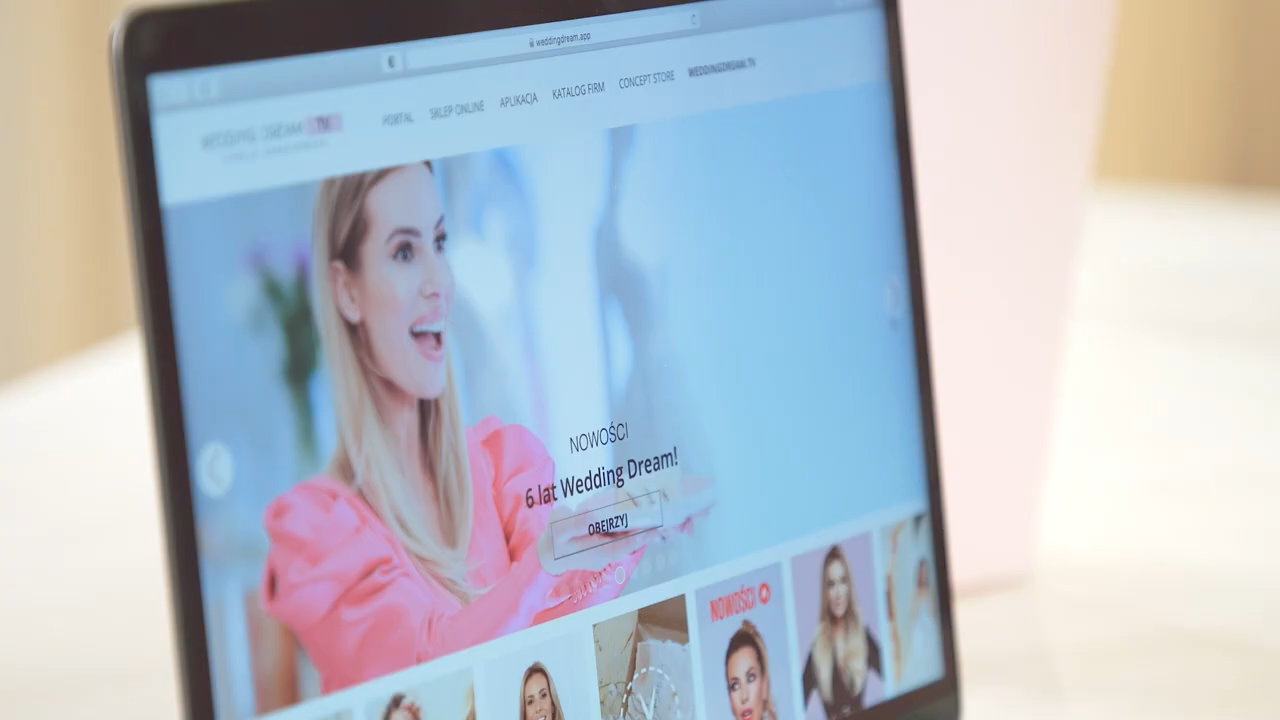 weddingdream.app
WEDDING DREAM TV
PORTAL SKLEP ONLINE APLIKACJA KATALOG FIRM CONCEPT STORE WEDDINGDREAM.TV
NOWOŚCI
6 lat Wedding Dream!
OBEJRZYJ
NOWOŚCI